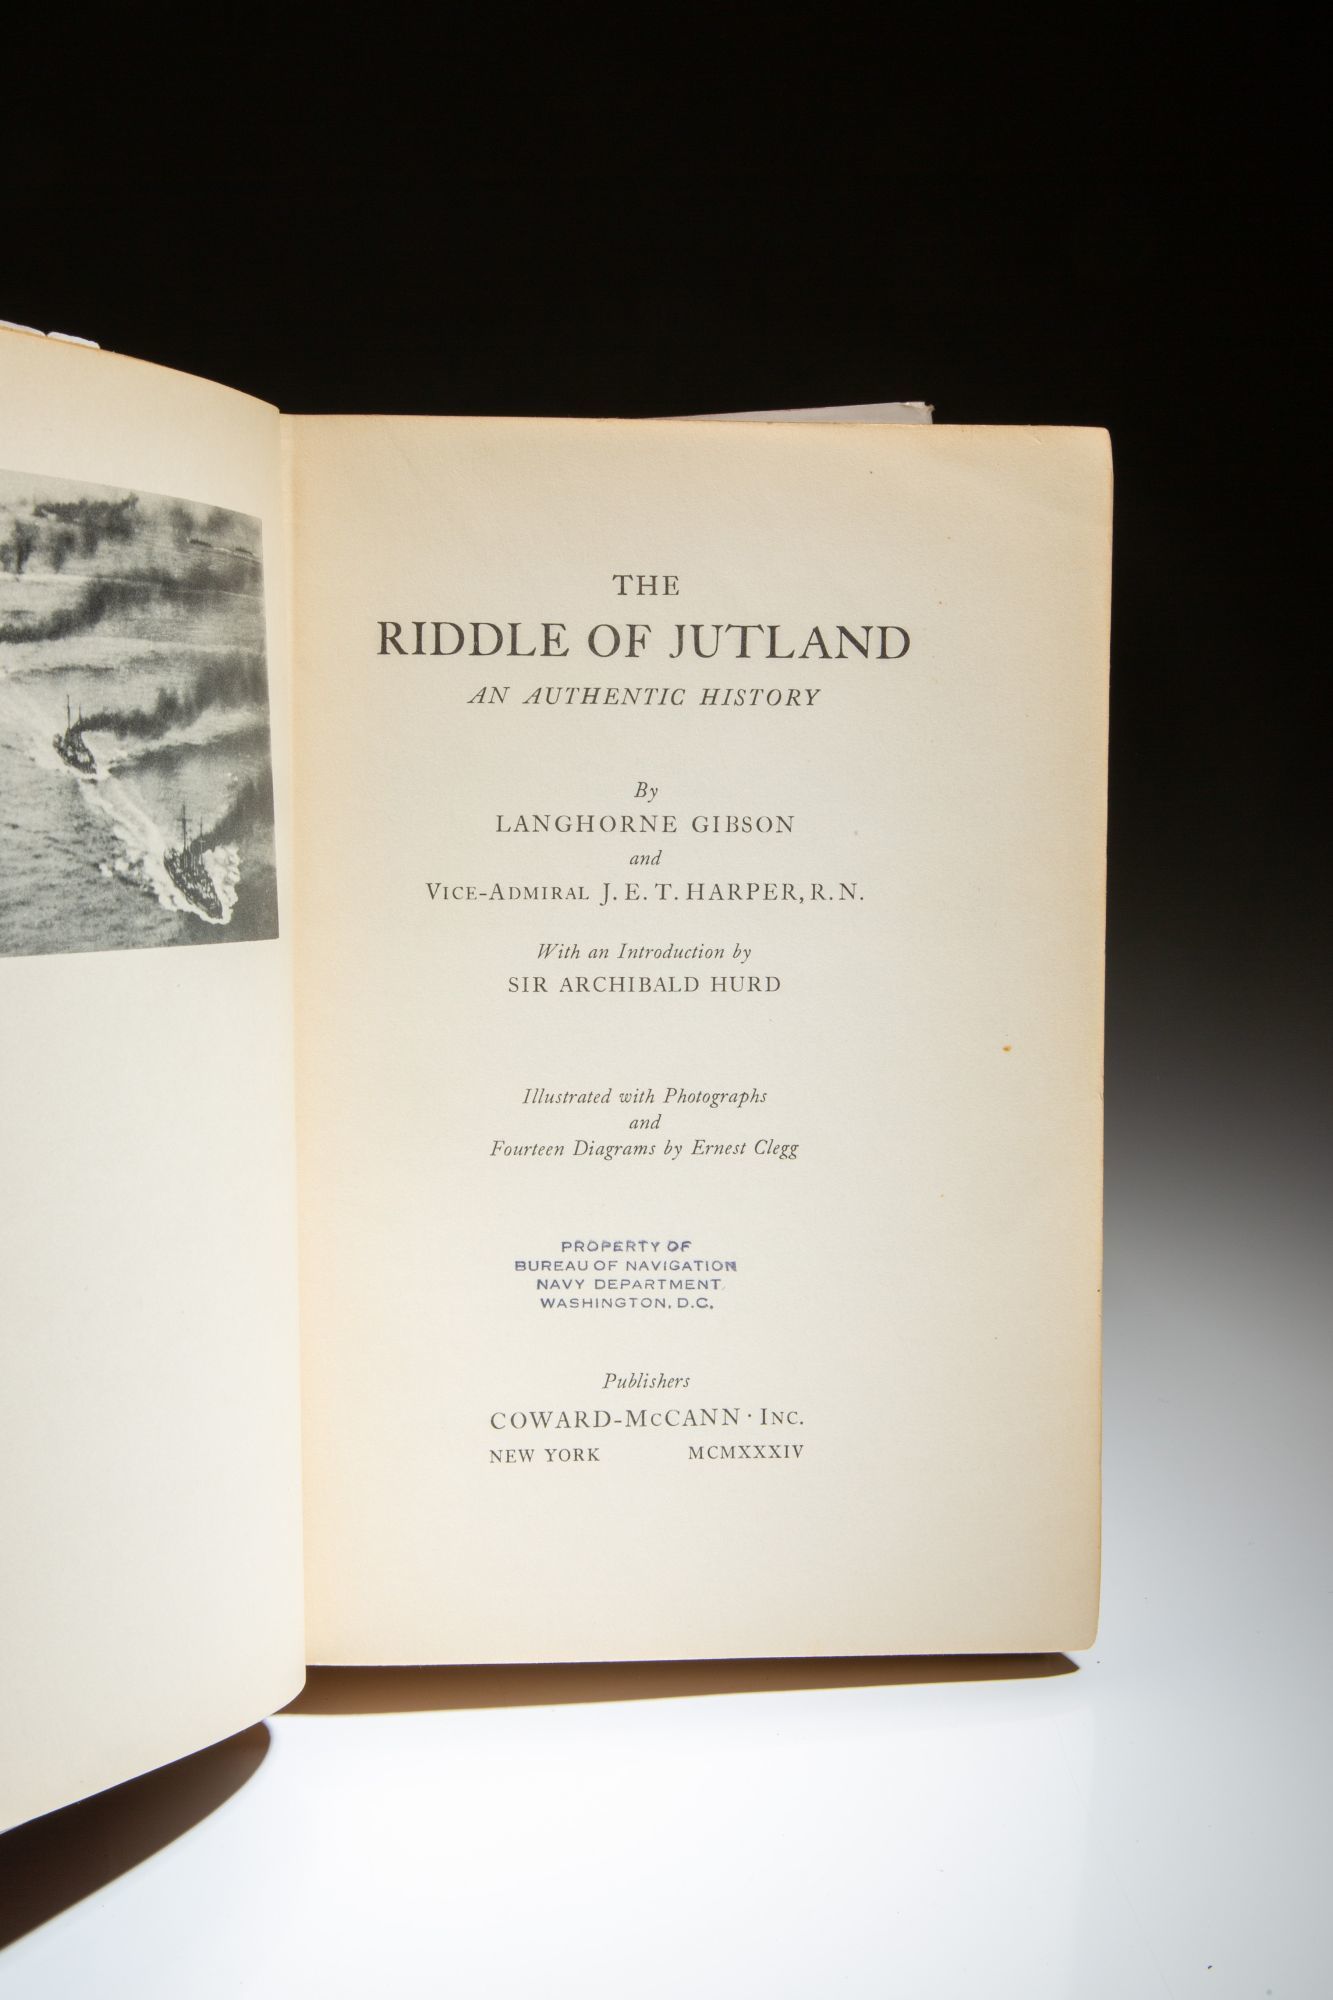 THE
RIDDLE OF JUTLAND
AN AUTHENTIC HISTORY
By
LANGHORNE GIBSON
and
VICE-ADMIRAL J. E. T. HARPER, R. N.
With an Introduction by
SIR ARCHIBALD HURD
Illustrated with Photographs
and
Fourteen Diagrams by Ernest Clegg
PROPERTY OF
BUREAU OF NAVIGATION
NAVY DEPARTMENT
WASHINGTON, D.C.
Publishers
COWARD-MCCANN · INC.
NEW YORK MCMXXXIV